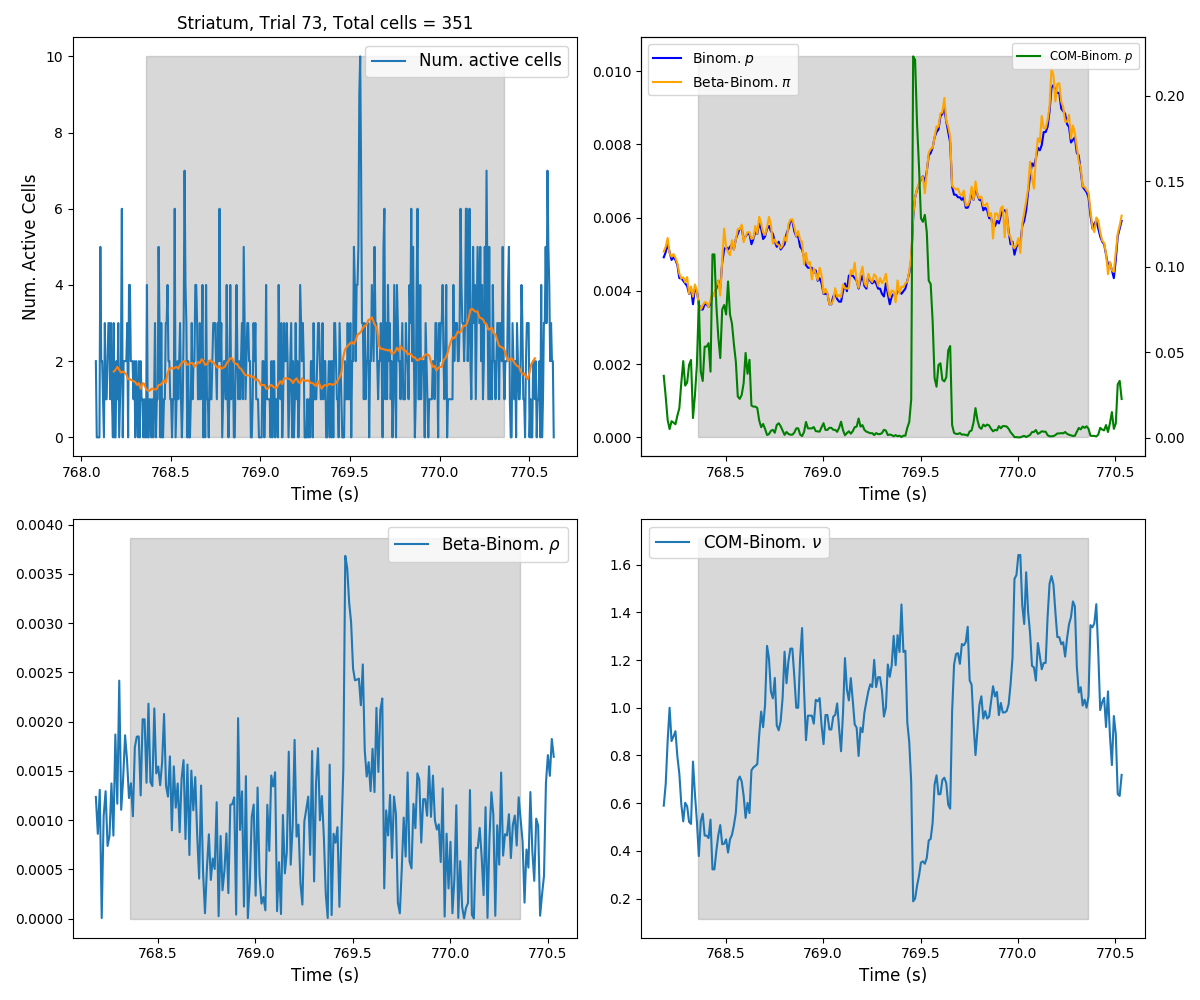 Striatum, Trial 73, Total cells = 351
Num. active cells
Num. Active Cells
10
8
6
4
2
0
768.0 768.5 769.0 769.5 770.0 770.5
Time (s)
Binom. p
Beta-Binom. π
COM-Binom. p
0.010
0.008
0.006
0.004
0.002
0.000
0.20
0.15
0.10
0.05
0.00
768.5 769.0 769.5 770.0 770.5
Time (s)
Beta-Binom. ρ
0.0040
0.0035
0.0030
0.0025
0.0020
0.0015
0.0010
0.0005
0.0000
768.5 769.0 769.5 770.0 770.5
Time (s)
COM-Binom. ν
1.6
1.4
1.2
1.0
0.8
0.6
0.4
0.2
768.5 769.0 769.5 770.0 770.5
Time (s)